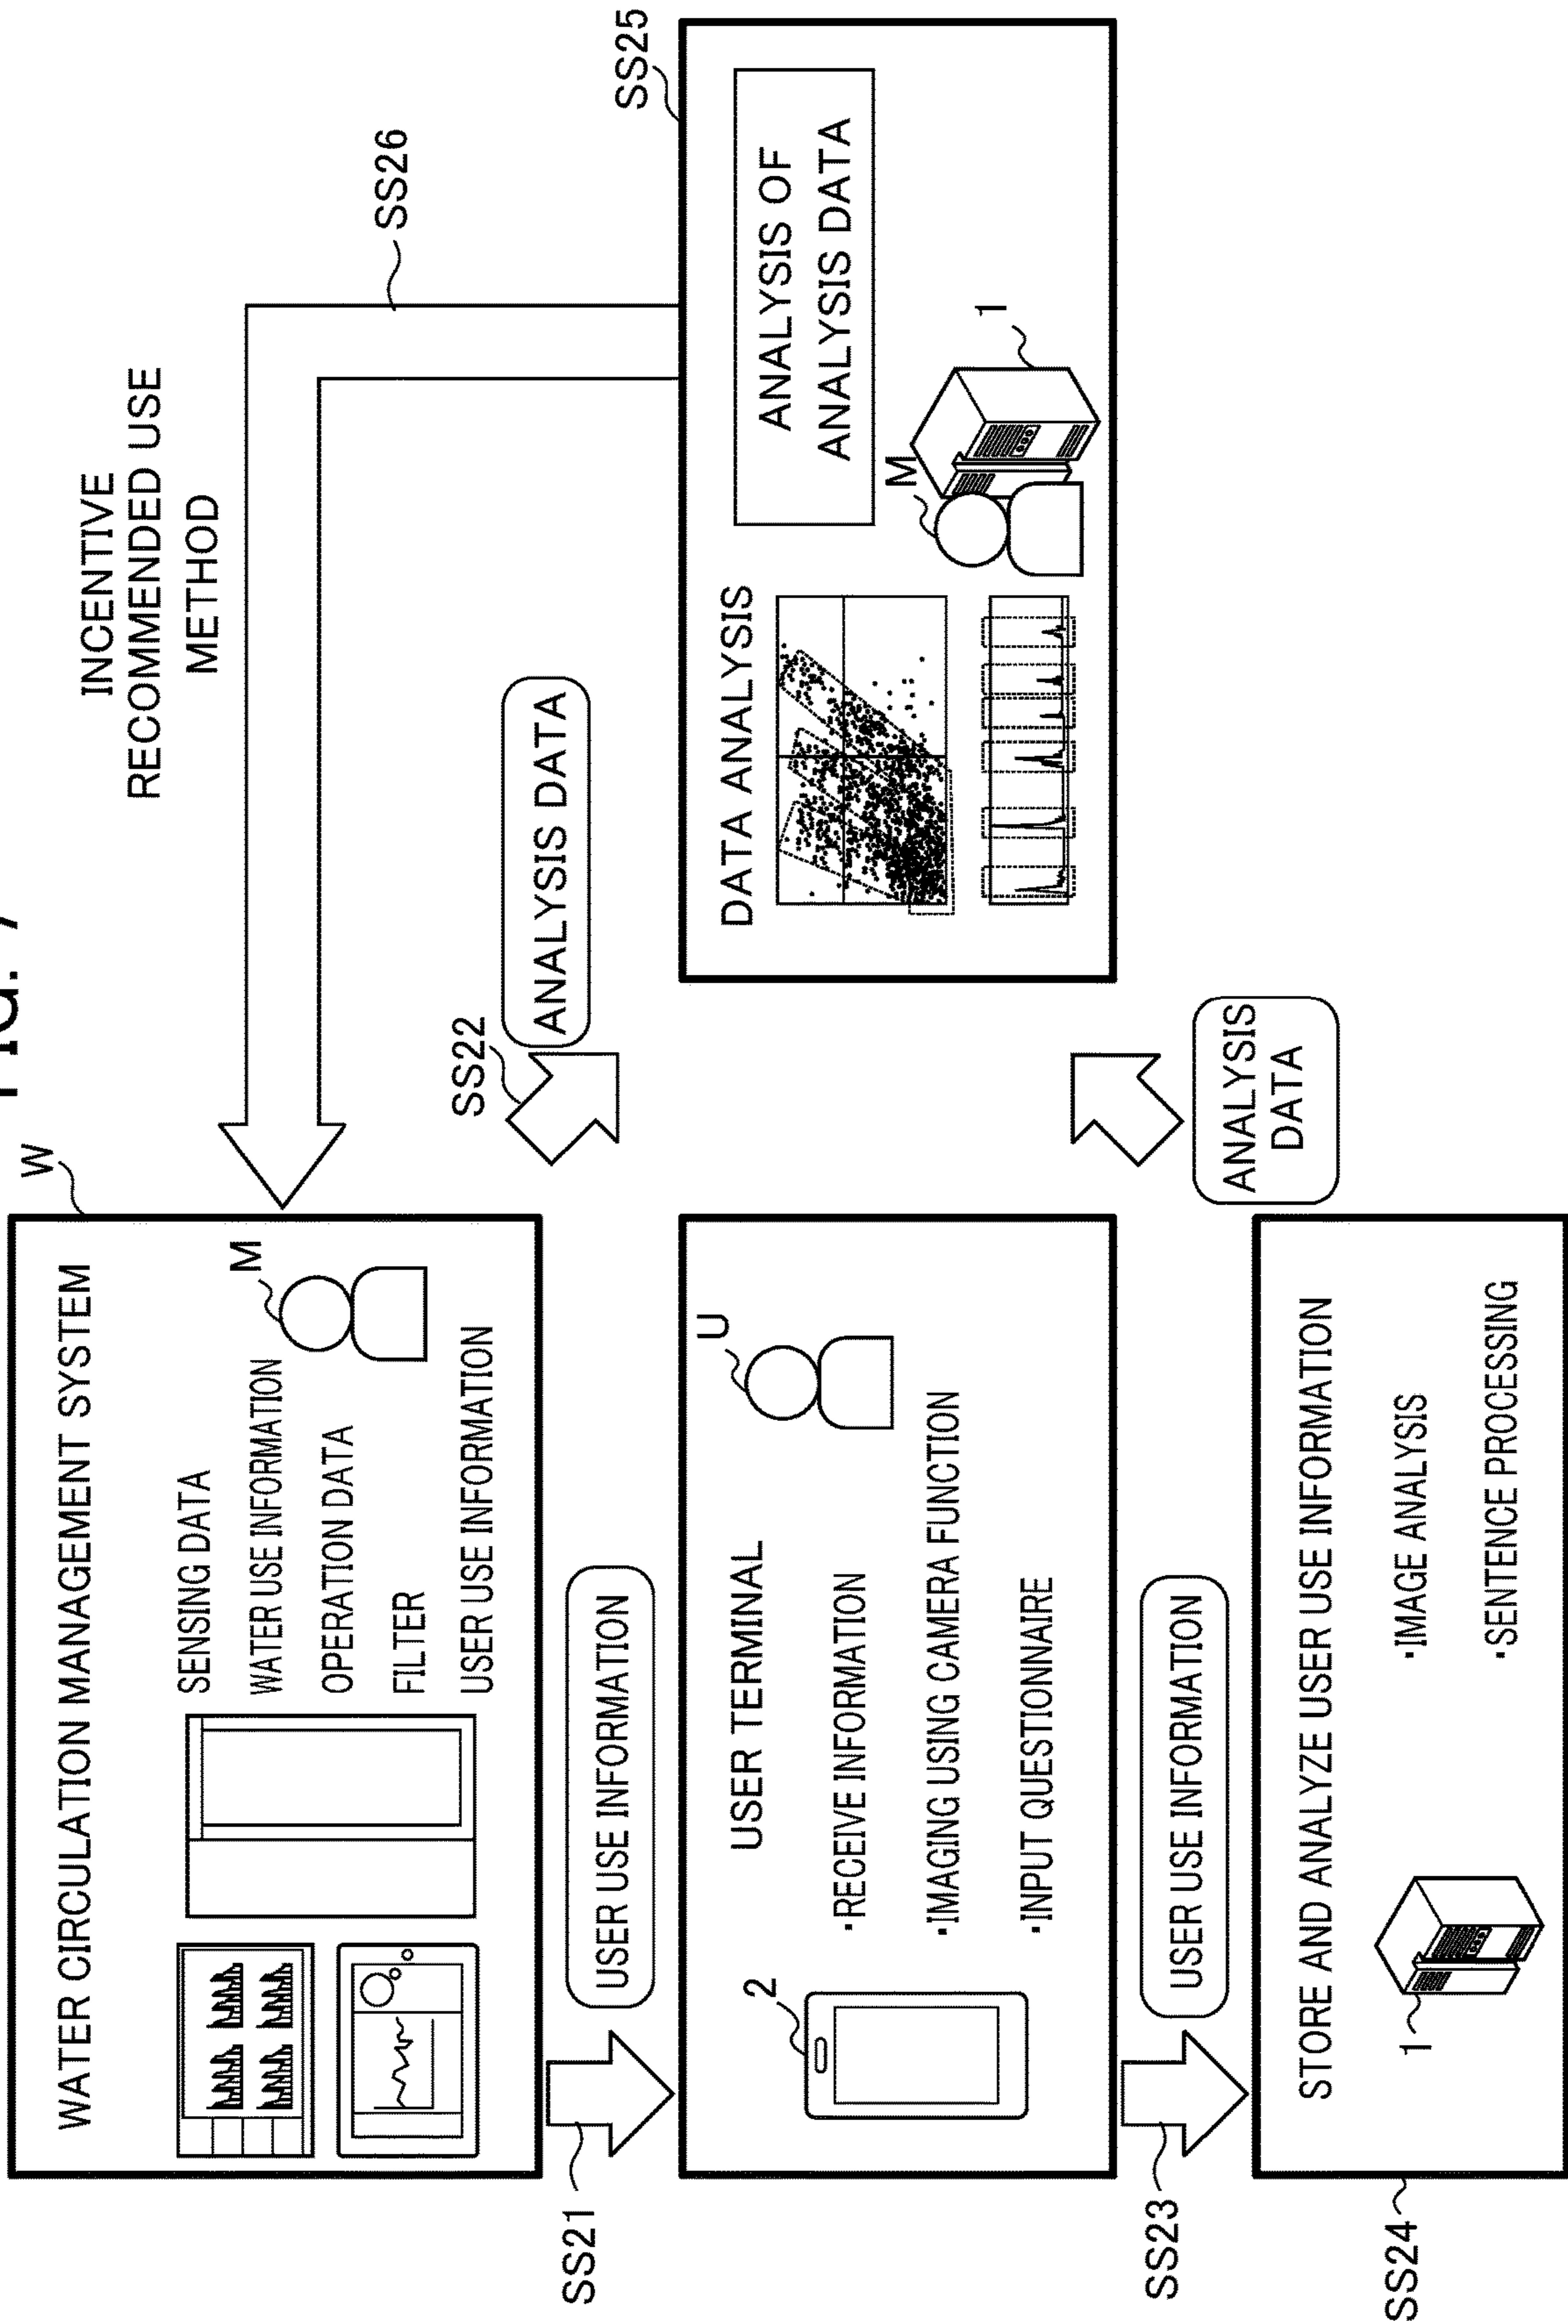 FIG. 7
W
WATER CIRCULATION MANAGEMENT SYSTEM
SENSING DATA
WATER USE INFORMATION
OPERATION DATA
FILTER
USER USE INFORMATION
M
INCENTIVE
RECOMMENDED USE
METHOD
SS26
SS21
USER USE INFORMATION
SS22
ANALYSIS DATA
USER TERMINAL
2
U
・RECEIVE INFORMATION
・IMAGING USING CAMERA FUNCTION
・INPUT QUESTIONNAIRE
SS25
DATA ANALYSIS
ANALYSIS OF
ANALYSIS DATA
M
1
SS23
USER USE INFORMATION
ANALYSIS
DATA
SS24
STORE AND ANALYZE USER USE INFORMATION
1
・IMAGE ANALYSIS
・SENTENCE PROCESSING